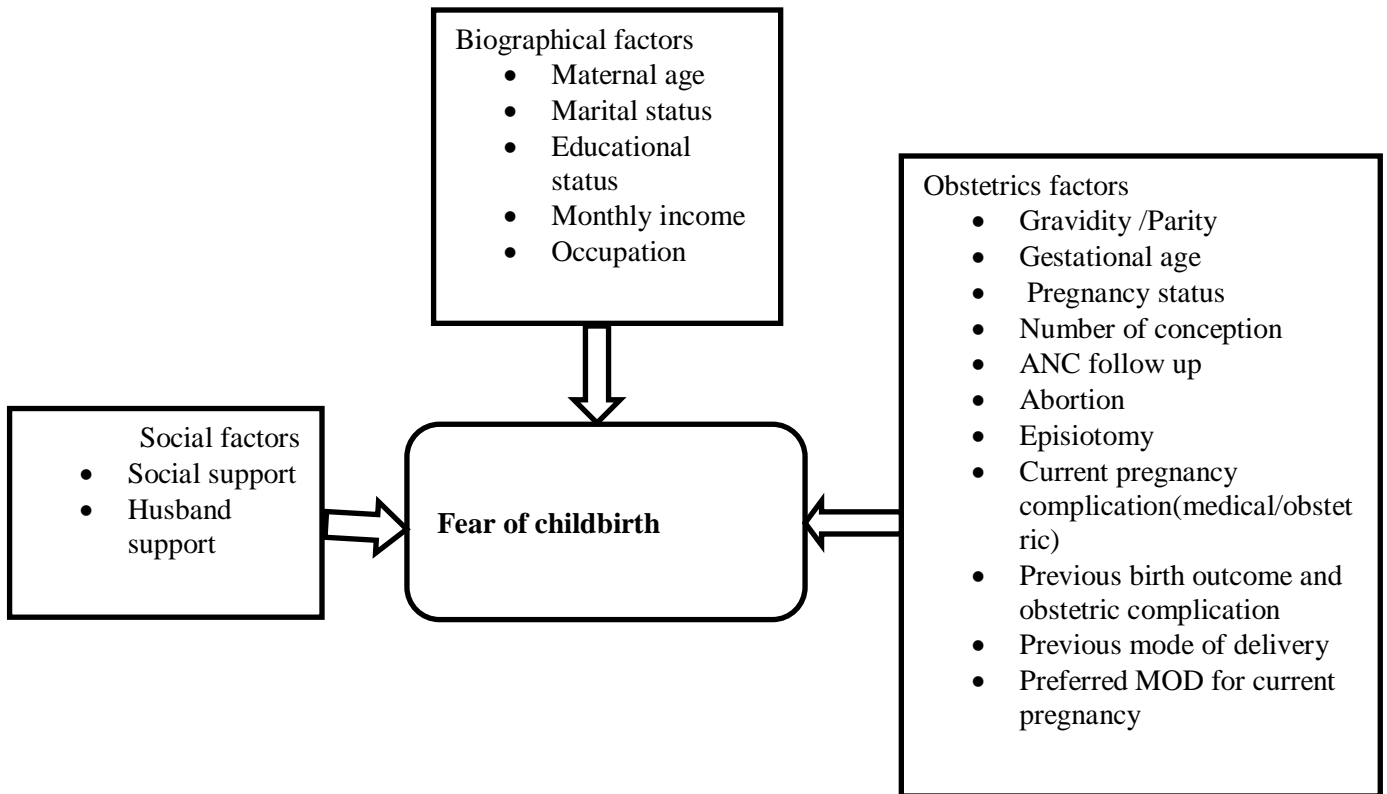 Biographical factors
• Maternal age
• Marital status
• Educational
status
• Monthly income
• Occupation
Social factors
• Social support
• Husband
support
Fear of childbirth
Obstetrics factors
• Gravidity /Parity
• Gestational age
• Pregnancy status
• Number of conception
• ANC follow up
• Abortion
• Episiotomy
• Current pregnancy
complication(medical/obstet
ric)
• Previous birth outcome and
obstetric complication
• Previous mode of delivery
• Preferred MOD for current
pregnancy